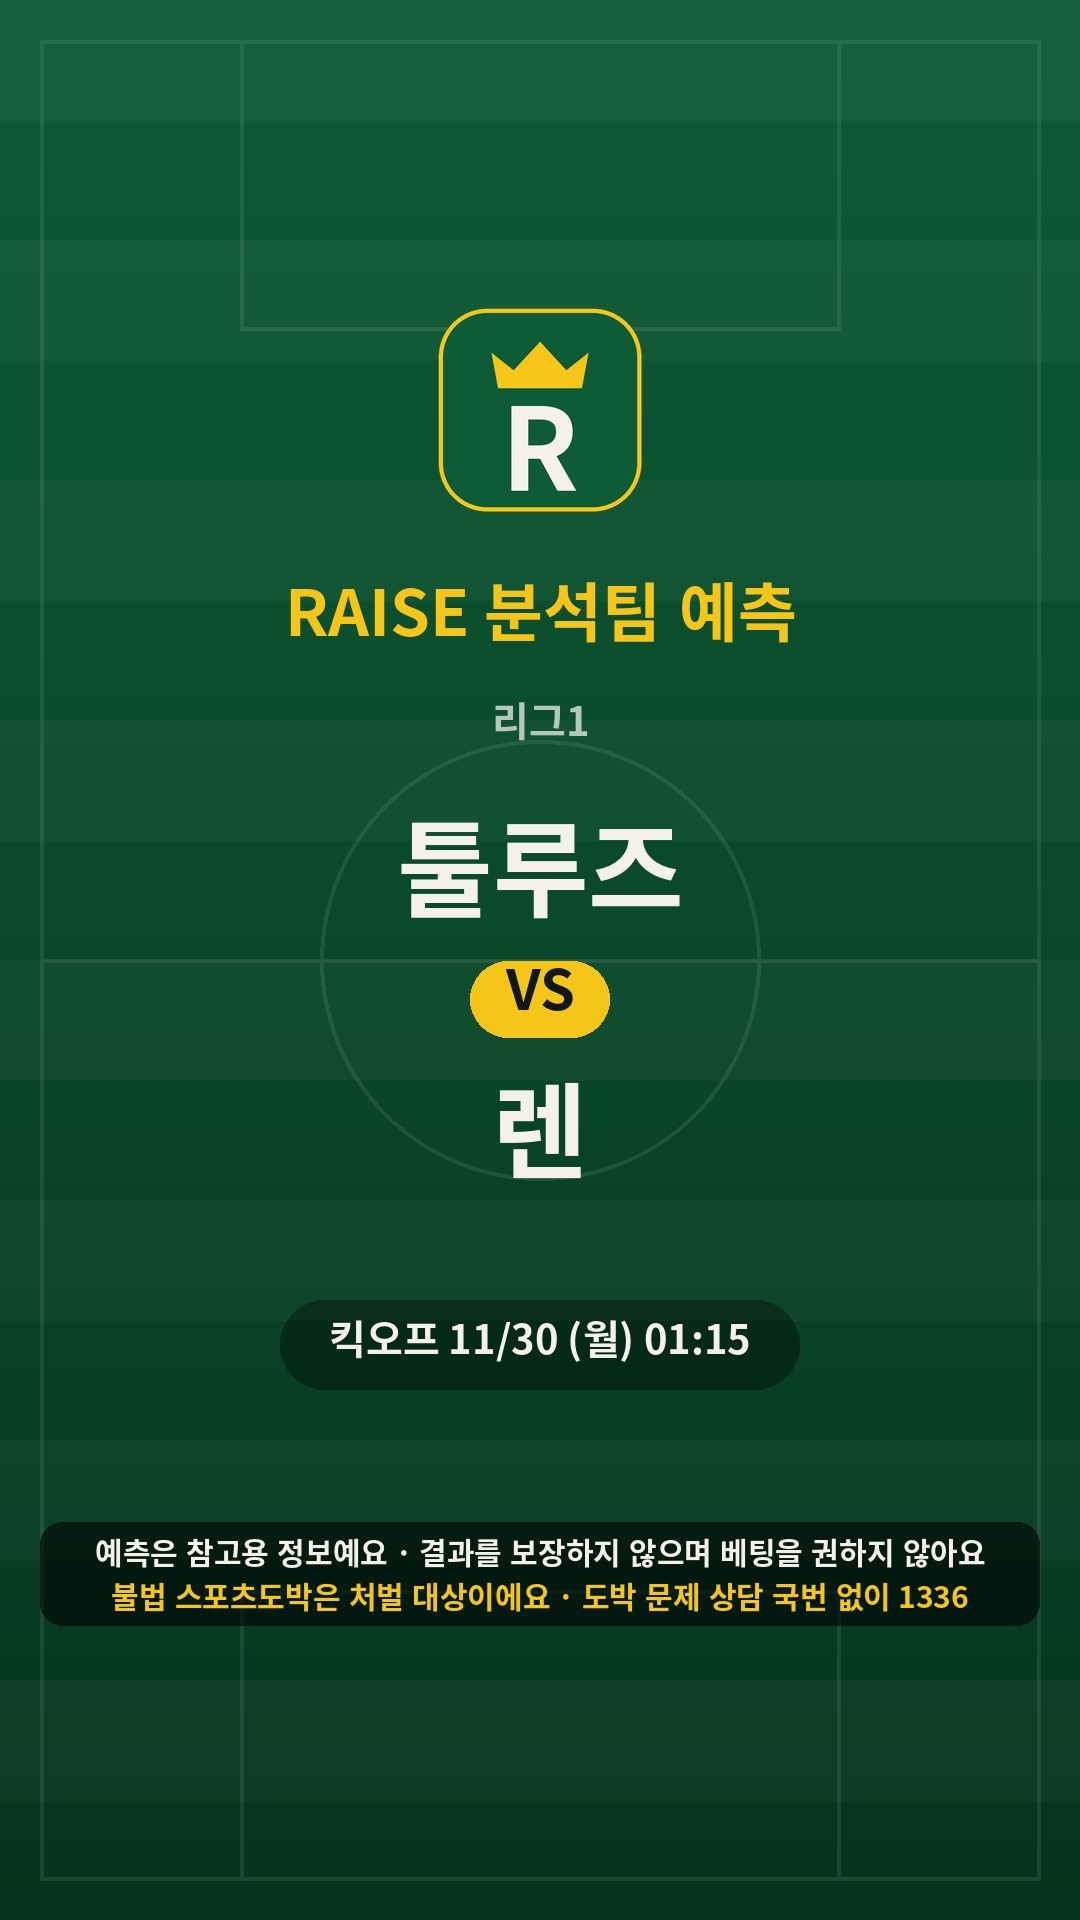 R
RAISE 분석팀 예측
리그1
툴루즈
VS
렌
킥오프 11/30 (월) 01:15
예측은 참고용 정보예요 · 결과를 보장하지 않으며 베팅을 권하지 않아요
불법 스포츠도박은 처벌 대상이에요 · 도박 문제 상담 국번 없이 1336